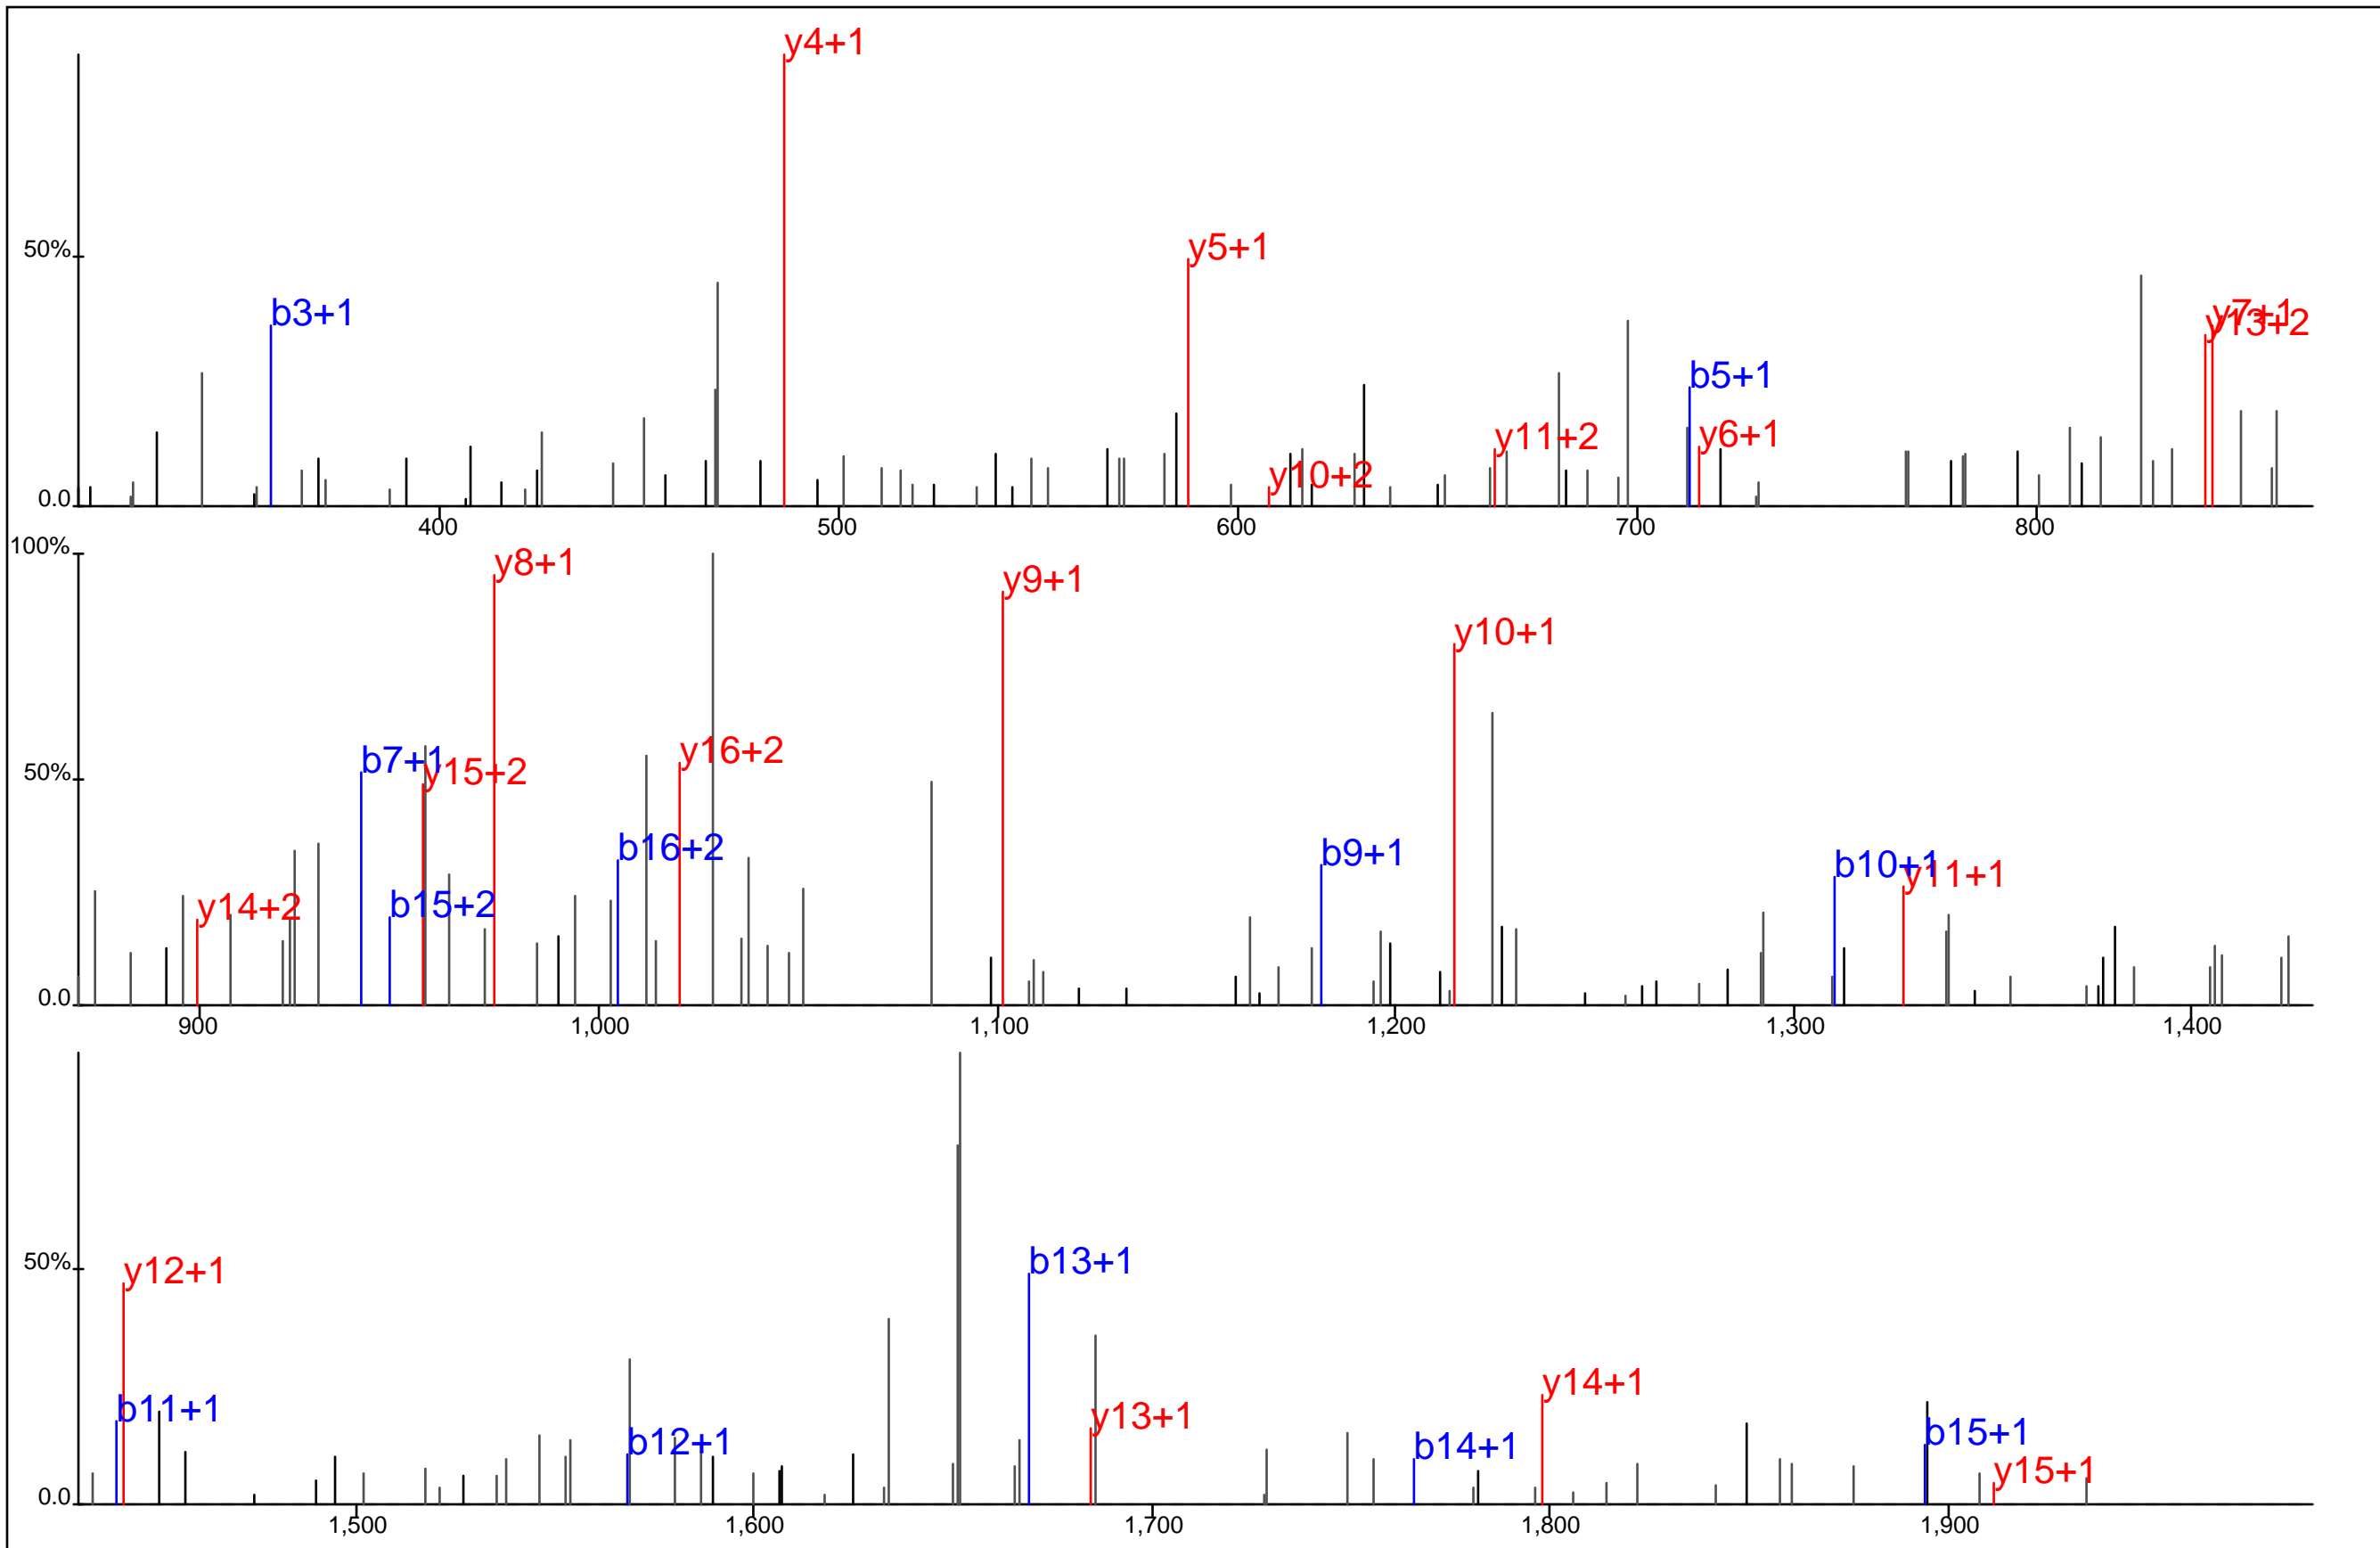 y4+1
50%
y5+1
b3+1
y7+1
y13+2
b5+1
y11+2
y6+1
y10+2
0.0
400
500
600
700
800
100%
y8+1
y9+1
y10+1
50%
b7+1
y15+2
y16+2
b16+2
b9+1
b10+1
y11+1
y14+2
b15+2
0.0
900
1,000
1,100
1,200
1,300
1,400
50%
y12+1
b13+1
b11+1
y14+1
y13+1
b12+1
b14+1
b15+1
y15+1
0.0
1,500
1,600
1,700
1,800
1,900